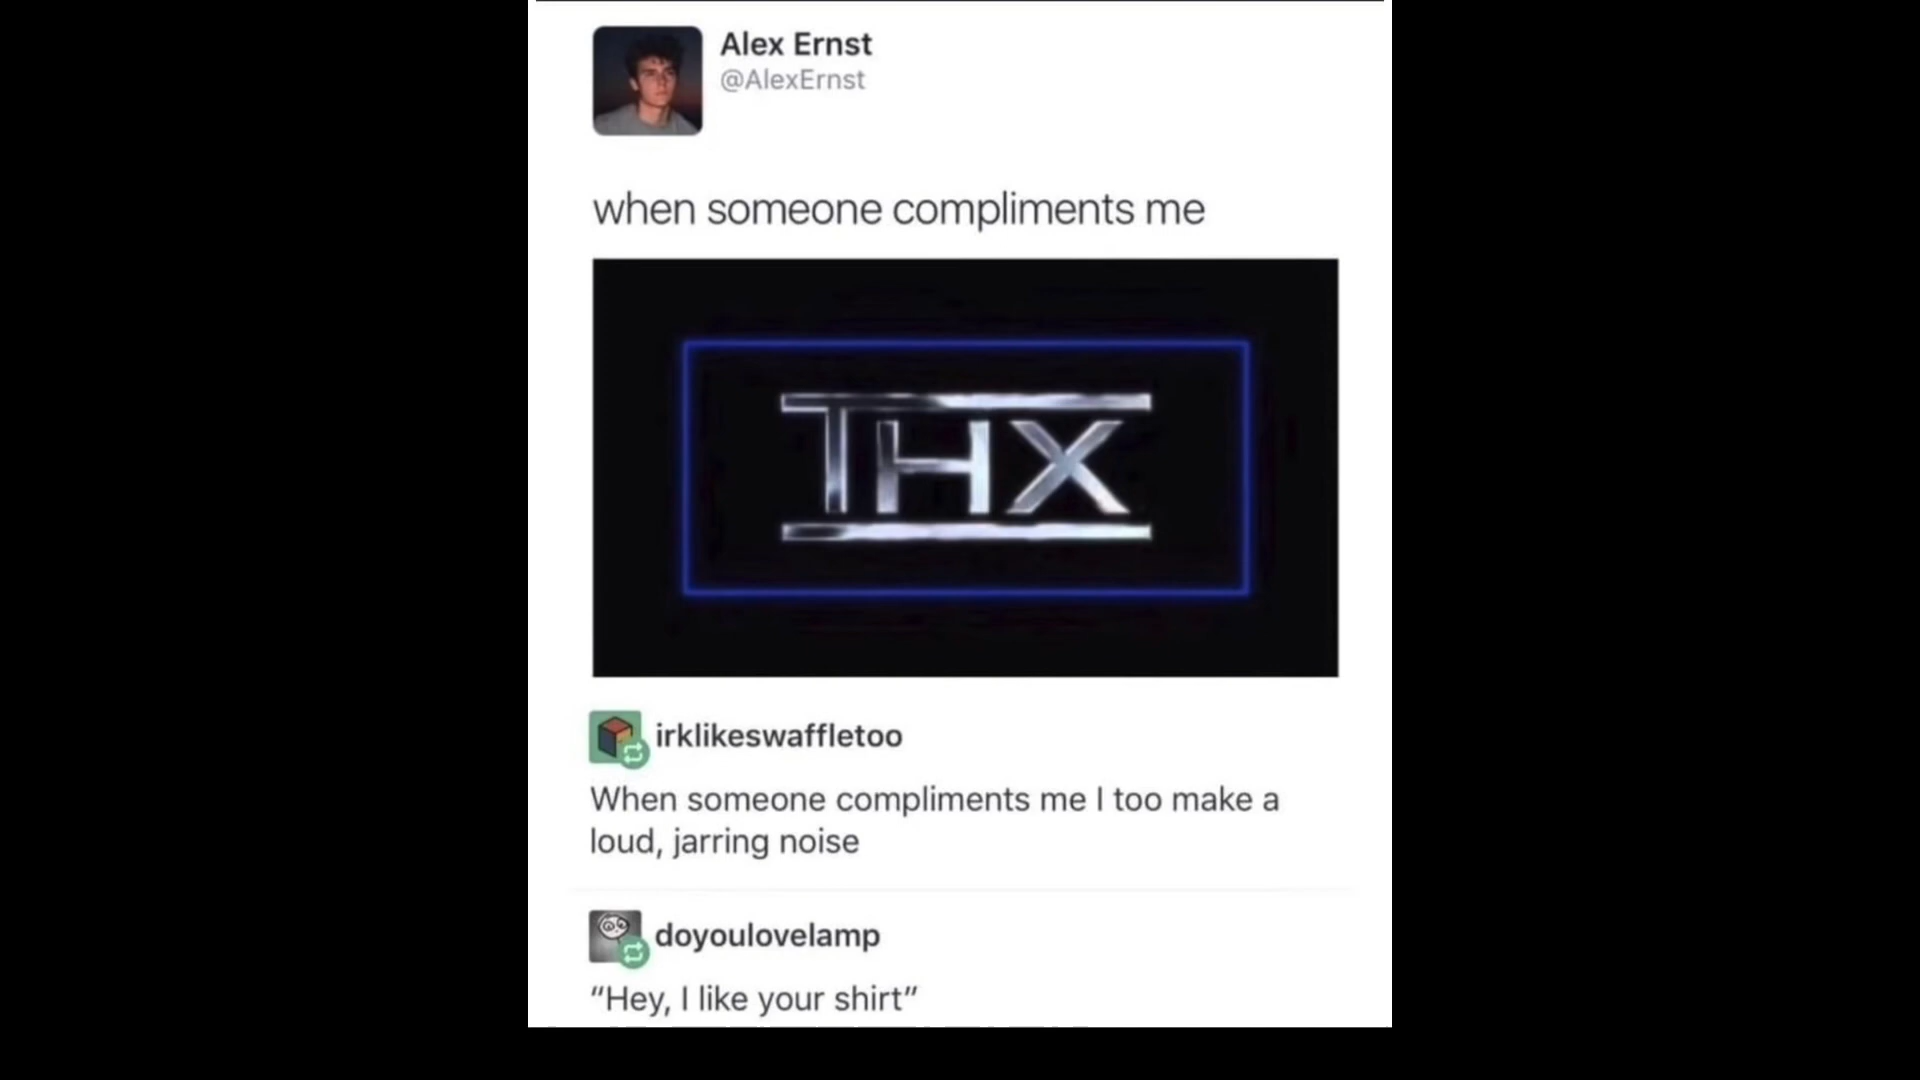 Alex Ernst
@AlexErnst
when someone compliments me
THX
irklikeswaffletoo
When someone compliments me I too make a
loud, jarring noise
doyoulovelamp
“Hey, I like your shirt”